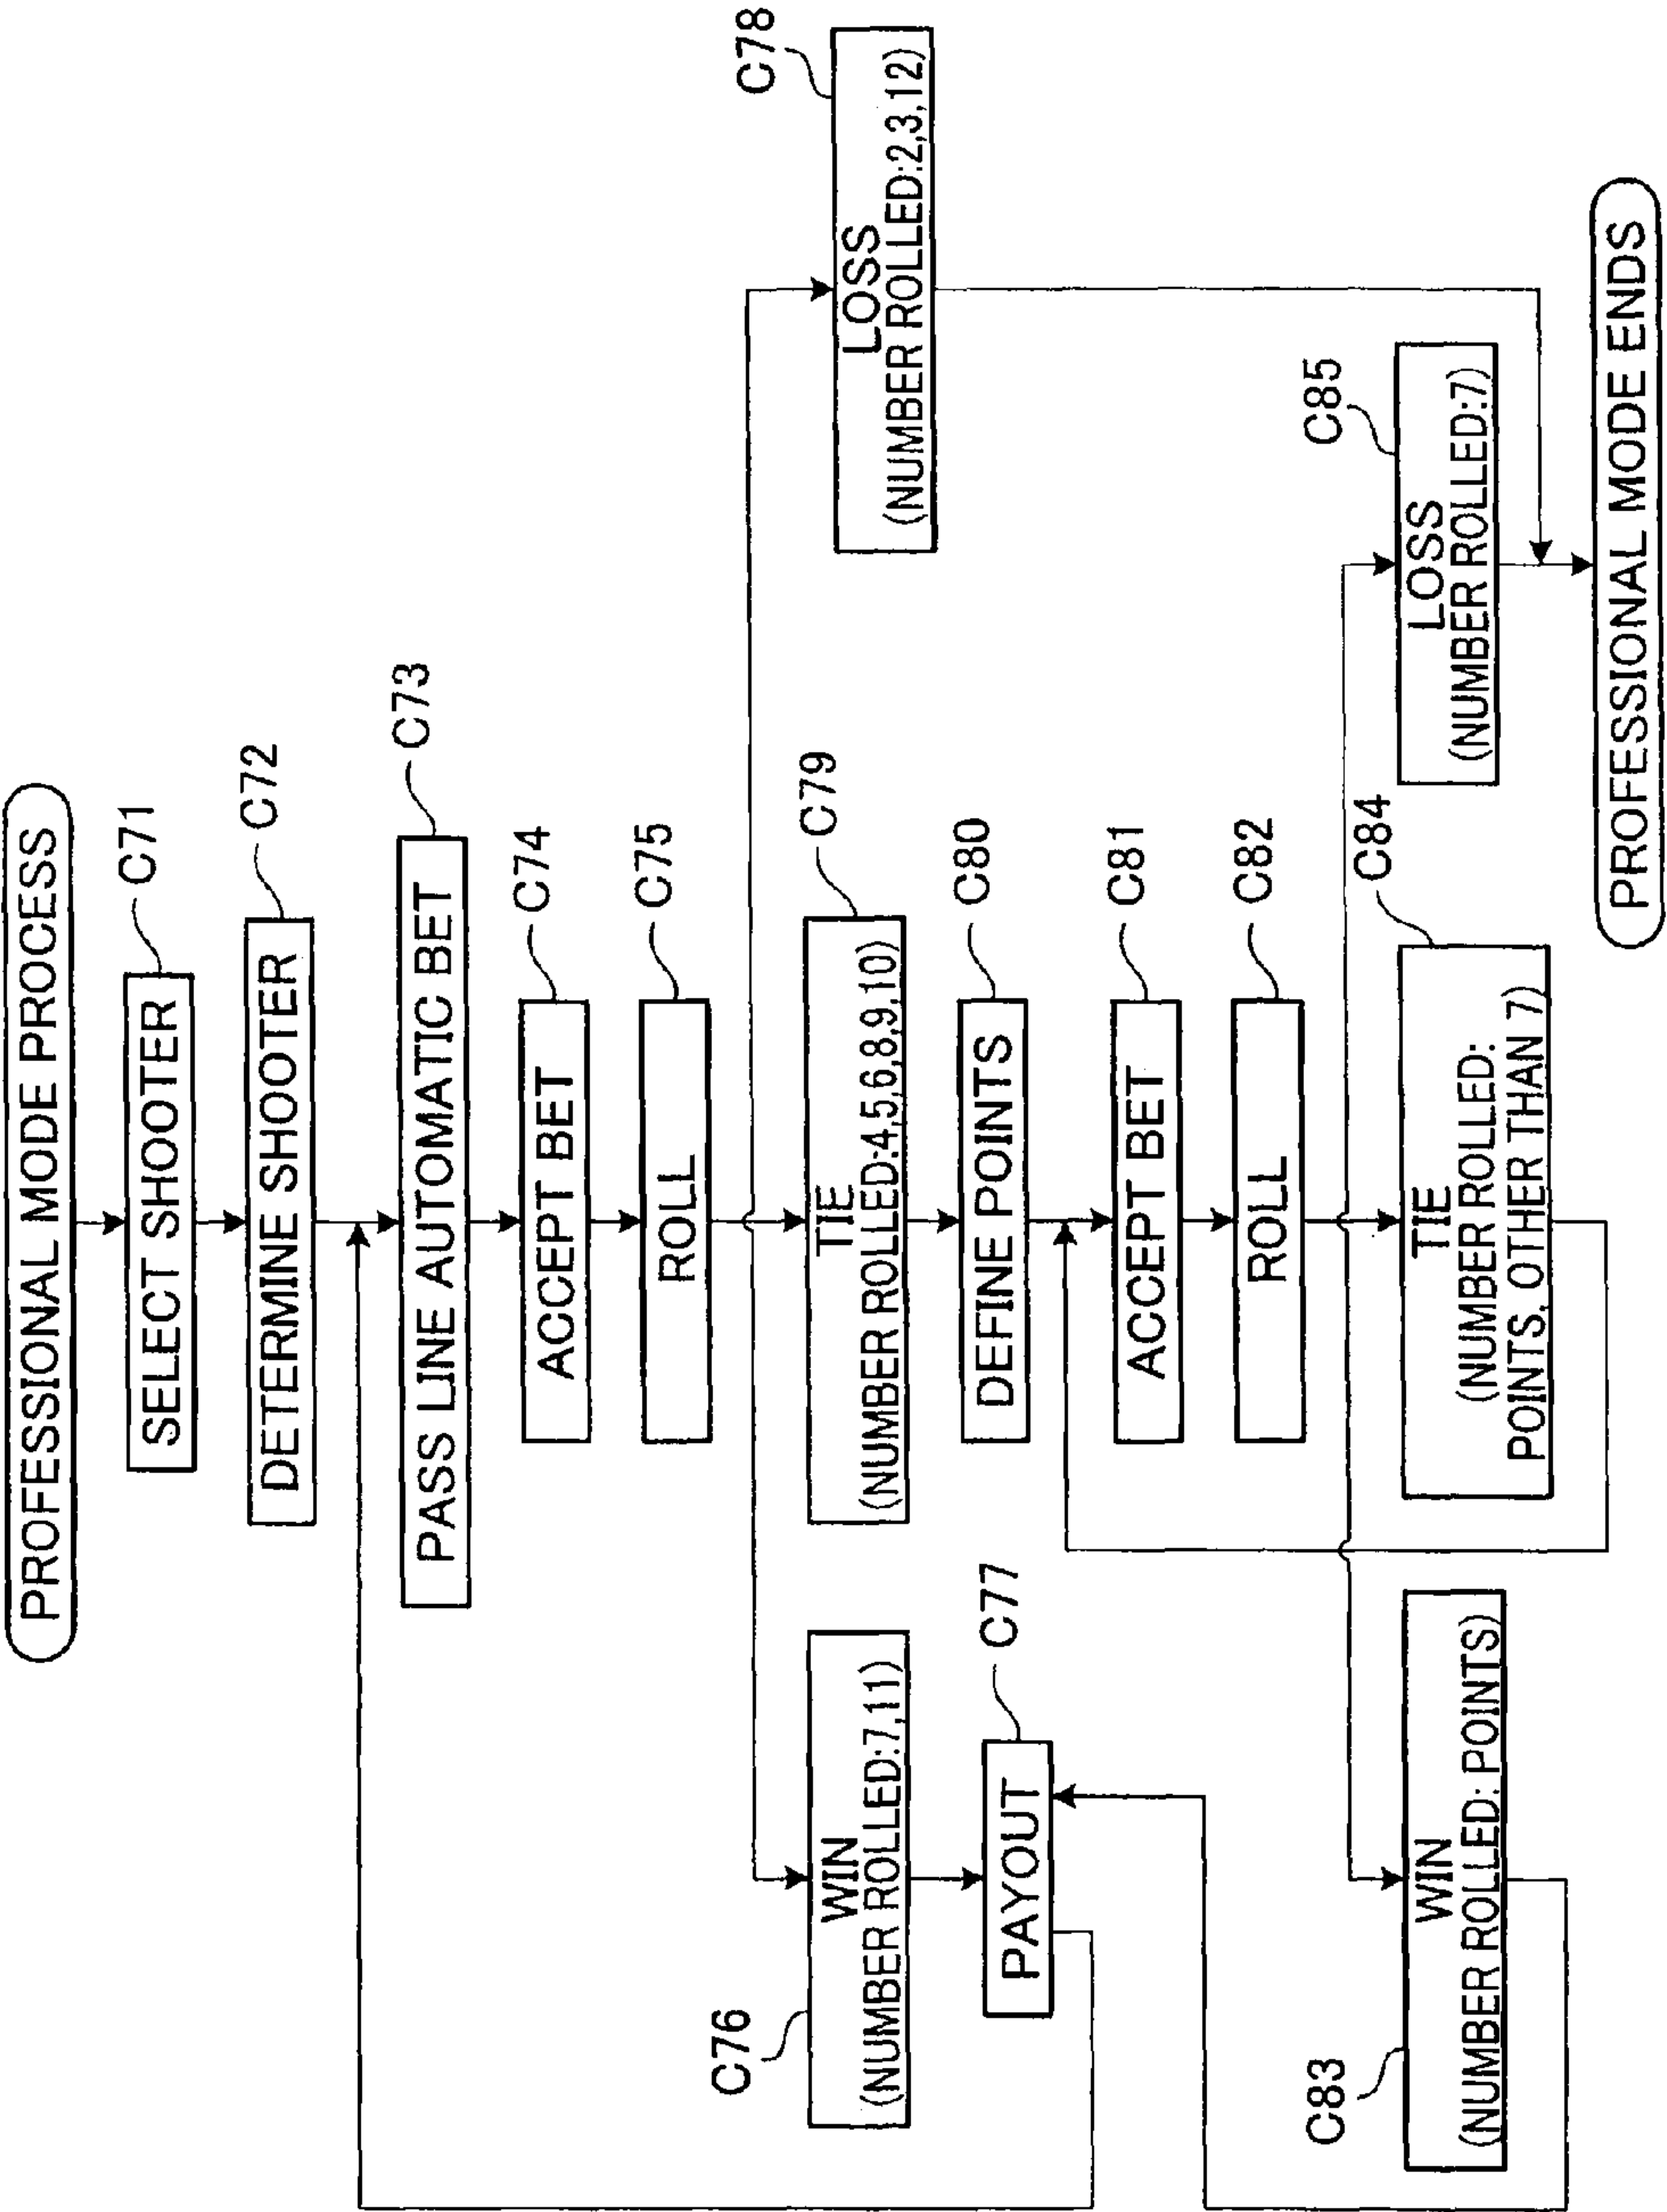 PROFESSIONAL MODE PROCESS
SELECT SHOOTER
C71
DETERMINE SHOOTER
C72
PASS LINE AUTOMATIC BET
C73
ACCEPT BET
C74
ROLL
C75
C76
WIN
(NUMBER ROLLED:7,11)
PAYOUT
C77
TIE
(NUMBER ROLLED:4,5,6,8,9,10)
C79
LOSS
(NUMBER ROLLED:2,3,12)
C78
DEFINE POINTS
C80
ACCEPT BET
C81
ROLL
C82
C83
WIN
(NUMBER ROLLED: POINTS)
TIE
(NUMBER ROLLED:
POINTS, OTHER THAN 7)
C84
LOSS
(NUMBER ROLLED:7)
C85
PROFESSIONAL MODE ENDS